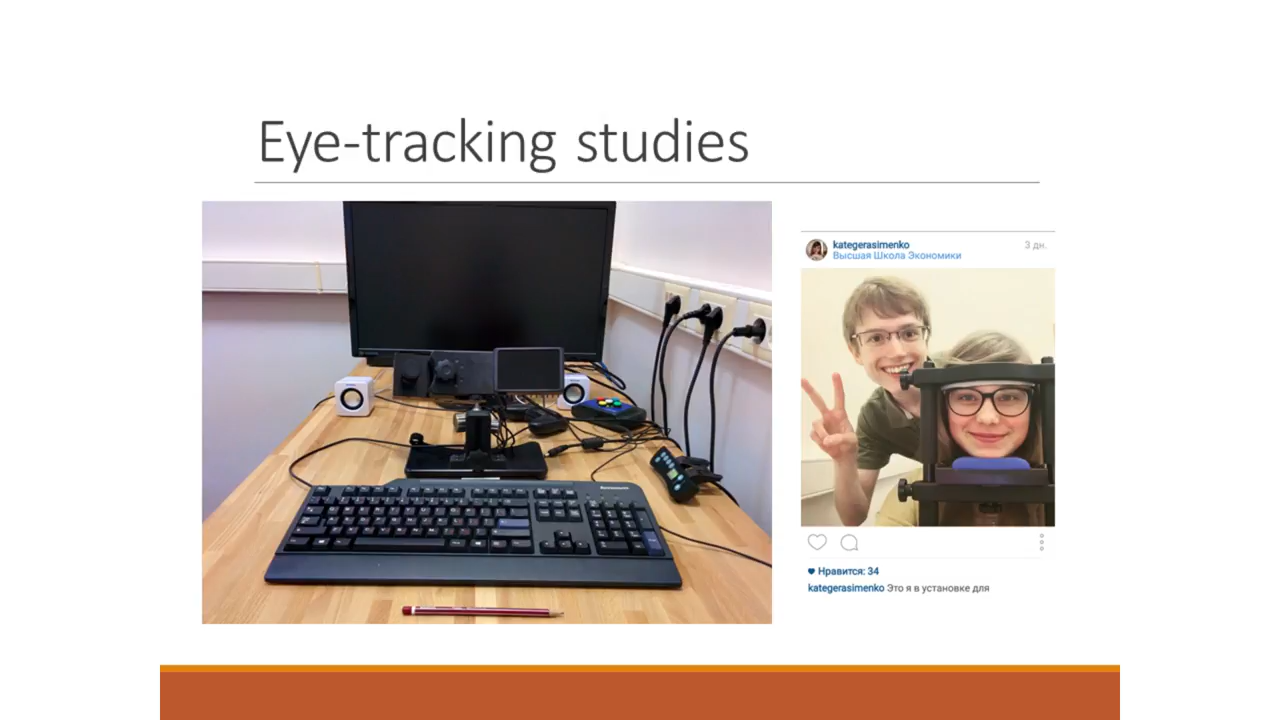 Eye-tracking studies
kategerasimenko
3 дн.
Высшая Школа Экономики
Нравится: 34
kategerasimenko Это я в установке для